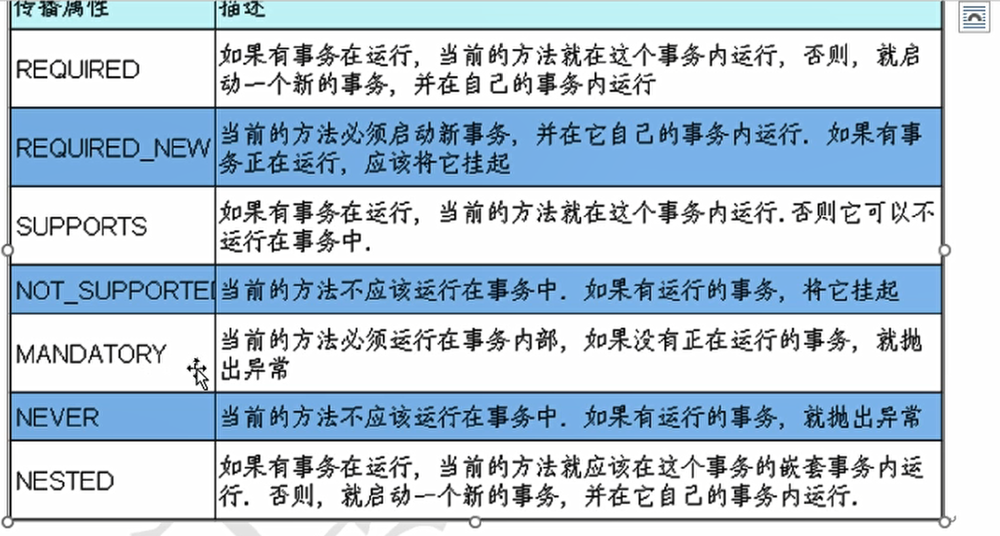 传播属性
描述
REQUIRED
如果有事务在运行，当前的方法就在这个事务内运行，否则，就启
动一个新的事务，并在自己的事务内运行
REQUIRED_NEW
当前的方法必须启动新事务，并在它自己的事务内运行. 如果有事
务正在运行，应该将它挂起
SUPPORTS
如果有事务在运行，当前的方法就在这个事务内运行.否则它可以不
运行在事务中.
NOT_SUPPORTED
当前的方法不应该运行在事务中. 如果有运行的事务，将它挂起
MANDATORY
当前的方法必须运行在事务内部，如果没有正在运行的事务，就抛
出异常
NEVER
当前的方法不应该运行在事务中. 如果有运行的事务，就抛出异常
NESTED
如果有事务在运行，当前的方法就应该在这个事务的嵌套事务内运
行. 否则，就启动一个新的事务，并在它自己的事务内运行.